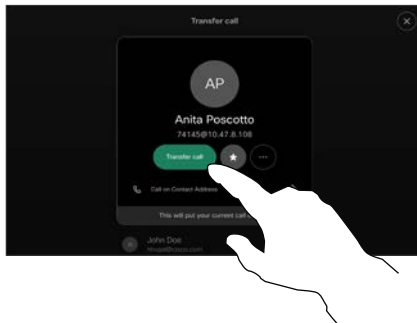 Transfer call
AP
Anita Poscotto
74145@10.47.8.108
Transfer call
Call on Contact Address
This will put your current call
John Doe